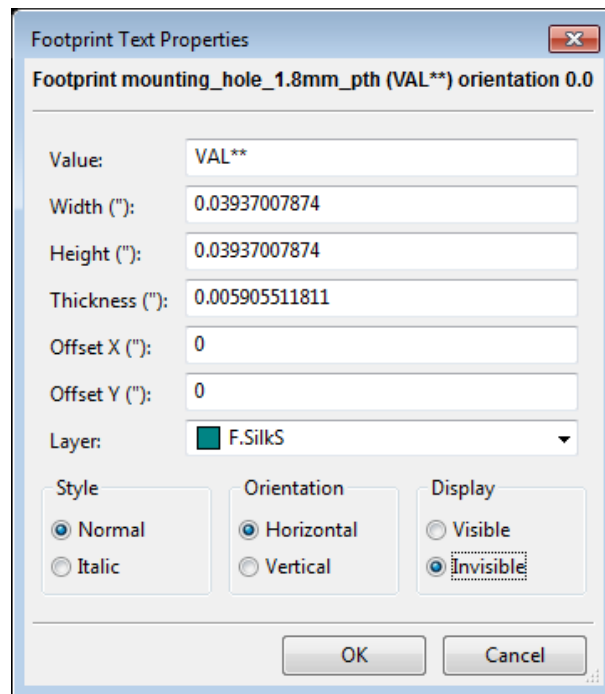 Footprint Text Properties
Footprint mounting_hole_1.8mm_pth (VAL**) orientation 0.0
Value: VAL**
Width ("): 0.03937007874
Height ("): 0.03937007874
Thickness ("): 0.005905511811
Offset X ("): 0
Offset Y ("): 0
Layer: F.SilkS
Style Orientation Display
Normal Horizontal Visible
Italic Vertical Invisible
OK Cancel